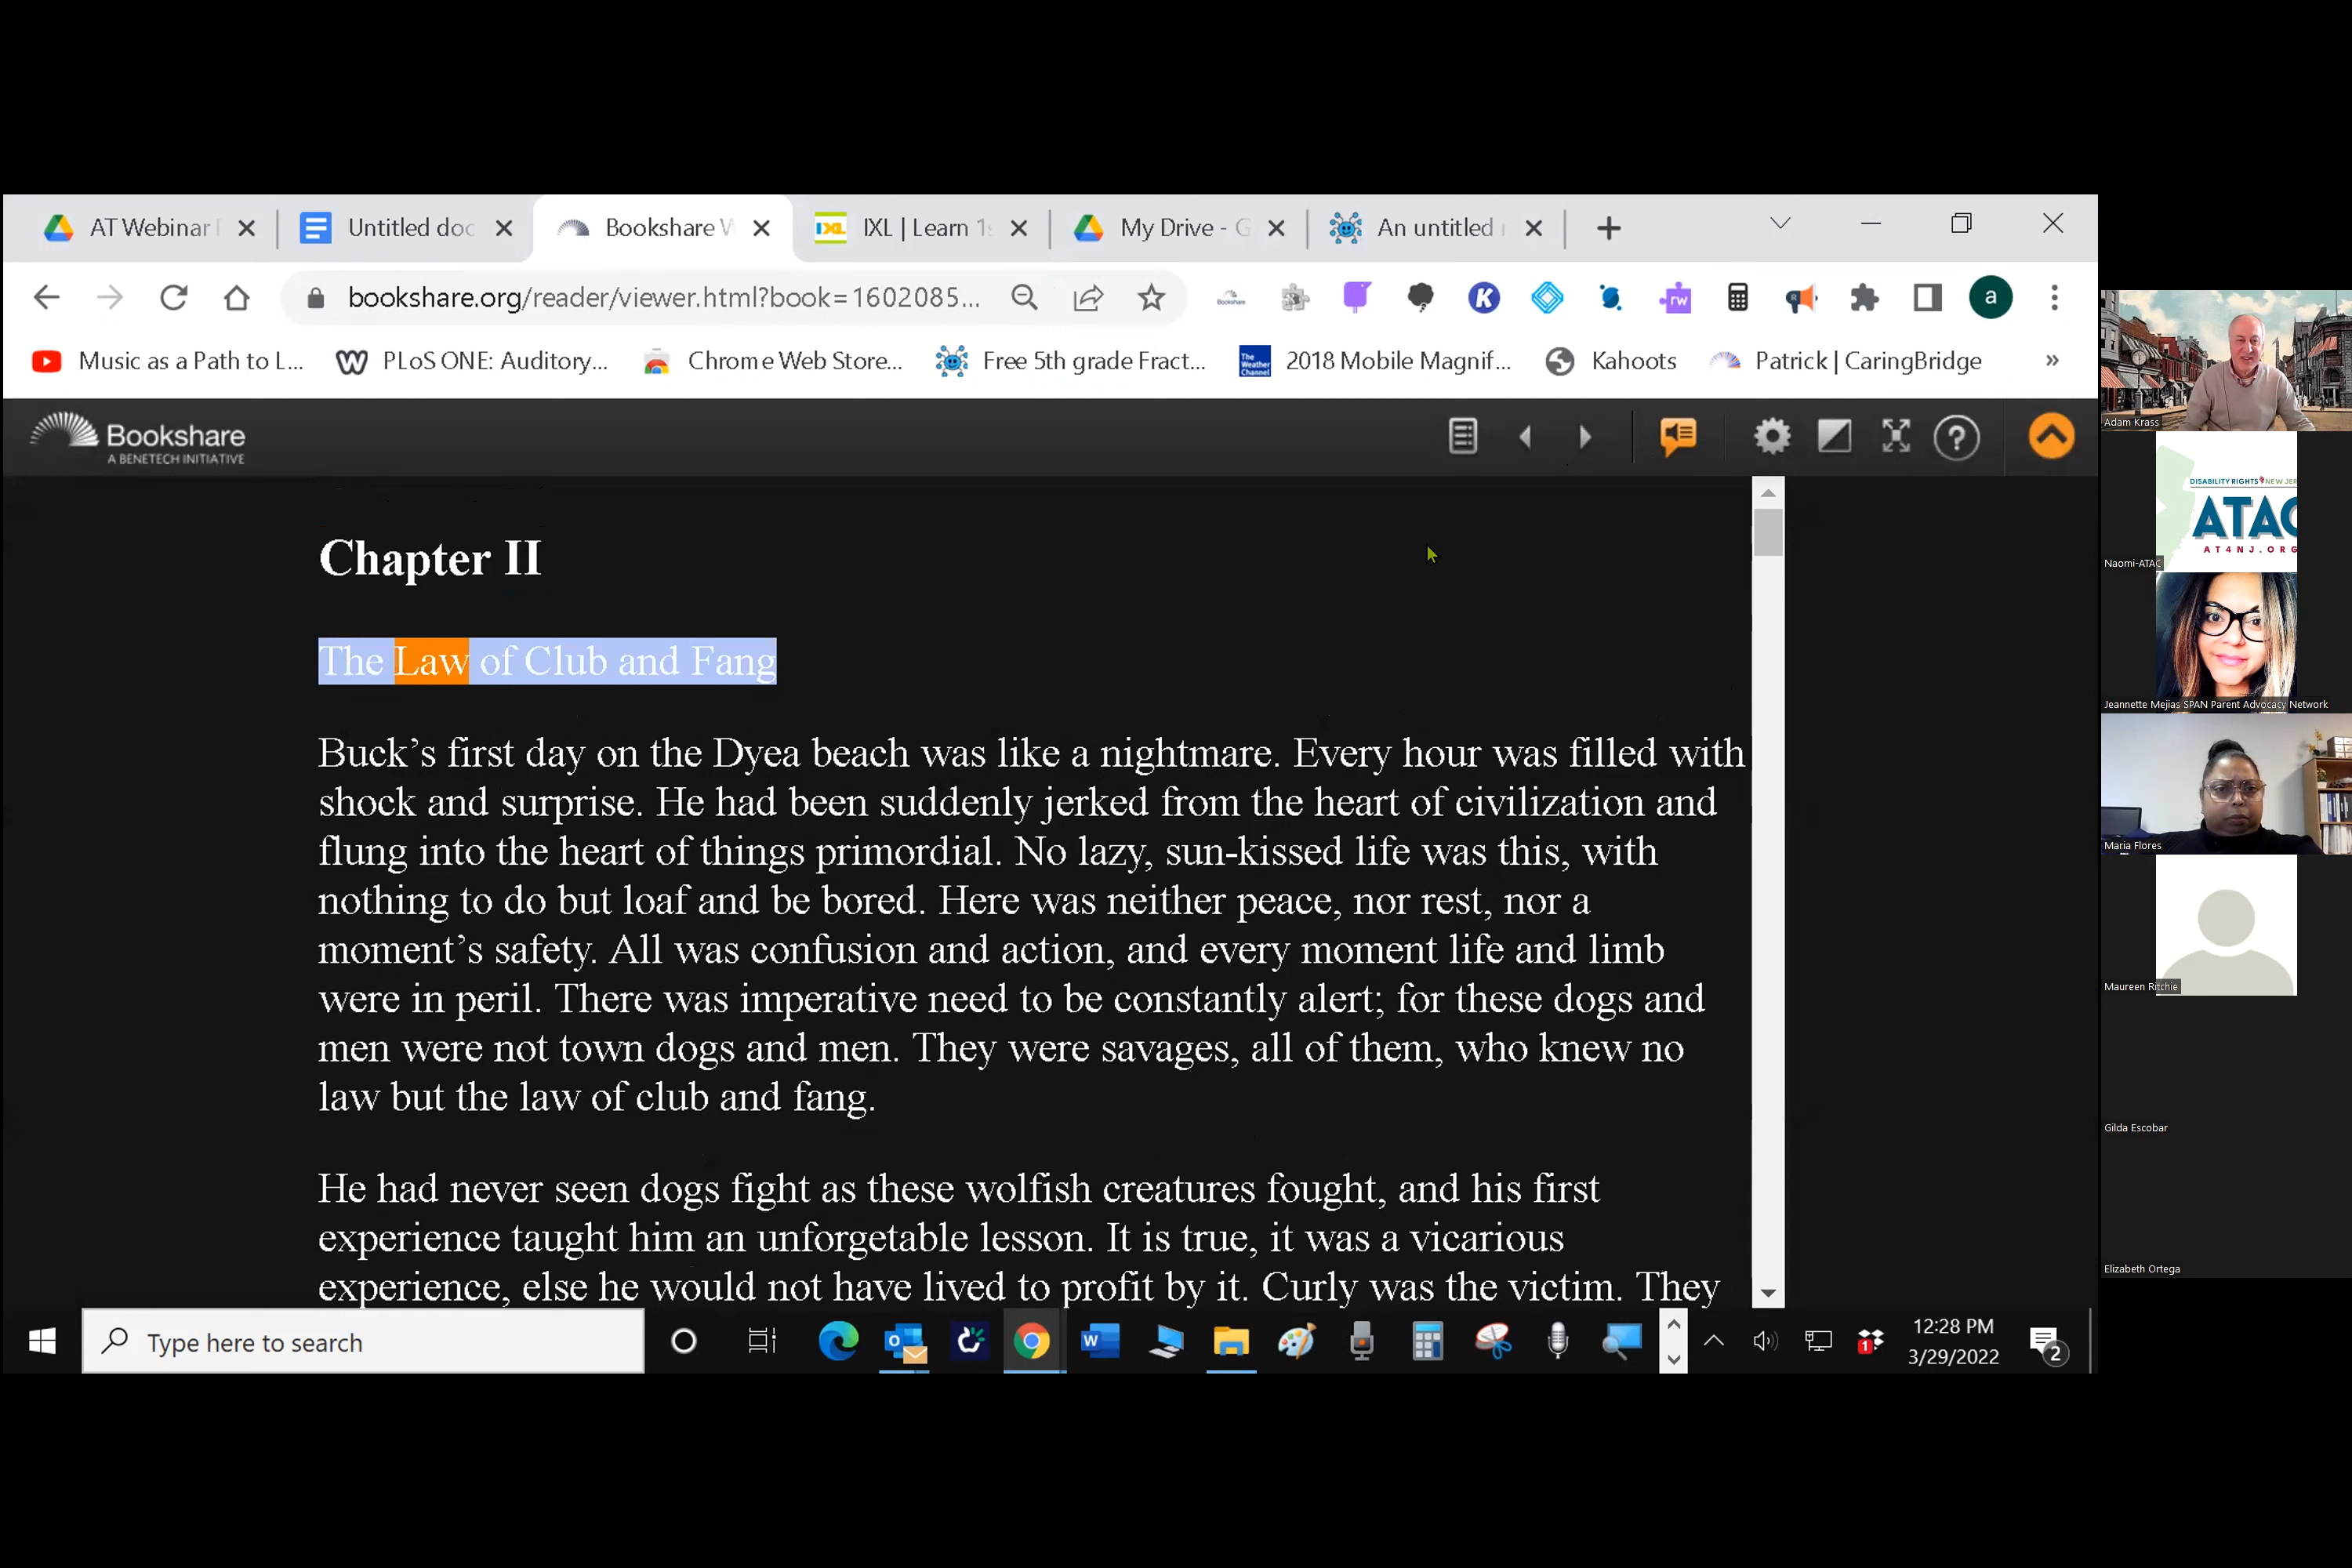 AT Webinar
Untitled doc
Bookshare W
IXL | Learn 1
My Drive - G
An untitled
bookshare.org/reader/viewer.html?book=1602085...
Bookshare
K
rw
R
a
Music as a Path to L...
W
PLoS ONE: Auditory...
Chrome Web Store...
Free 5th grade Fract...
The Weather Channel
2018 Mobile Magnif...
Kahoots
Patrick | CaringBridge
»
Bookshare
A BENETECH INITIATIVE
?
Chapter II
The Law of Club and Fang
Buck’s first day on the Dyea beach was like a nightmare. Every hour was filled with
shock and surprise. He had been suddenly jerked from the heart of civilization and
flung into the heart of things primordial. No lazy, sun-kissed life was this, with
nothing to do but loaf and be bored. Here was neither peace, nor rest, nor a
moment’s safety. All was confusion and action, and every moment life and limb
were in peril. There was imperative need to be constantly alert; for these dogs and
men were not town dogs and men. They were savages, all of them, who knew no
law but the law of club and fang.
He had never seen dogs fight as these wolfish creatures fought, and his first
experience taught him an unforgetable lesson. It is true, it was a vicarious
experience, else he would not have lived to profit by it. Curly was the victim. They
Type here to search
12:28 PM
3/29/2022
1
2
Adam Krass
DISABILITY RIGHTS NEW JER
ATAC
AT4NJ.ORG
Naomi-ATAC
Jeannette Mejias SPAN Parent Advocacy Network
Maria Flores
Maureen Ritchie
Gilda Escobar
Elizabeth Ortega